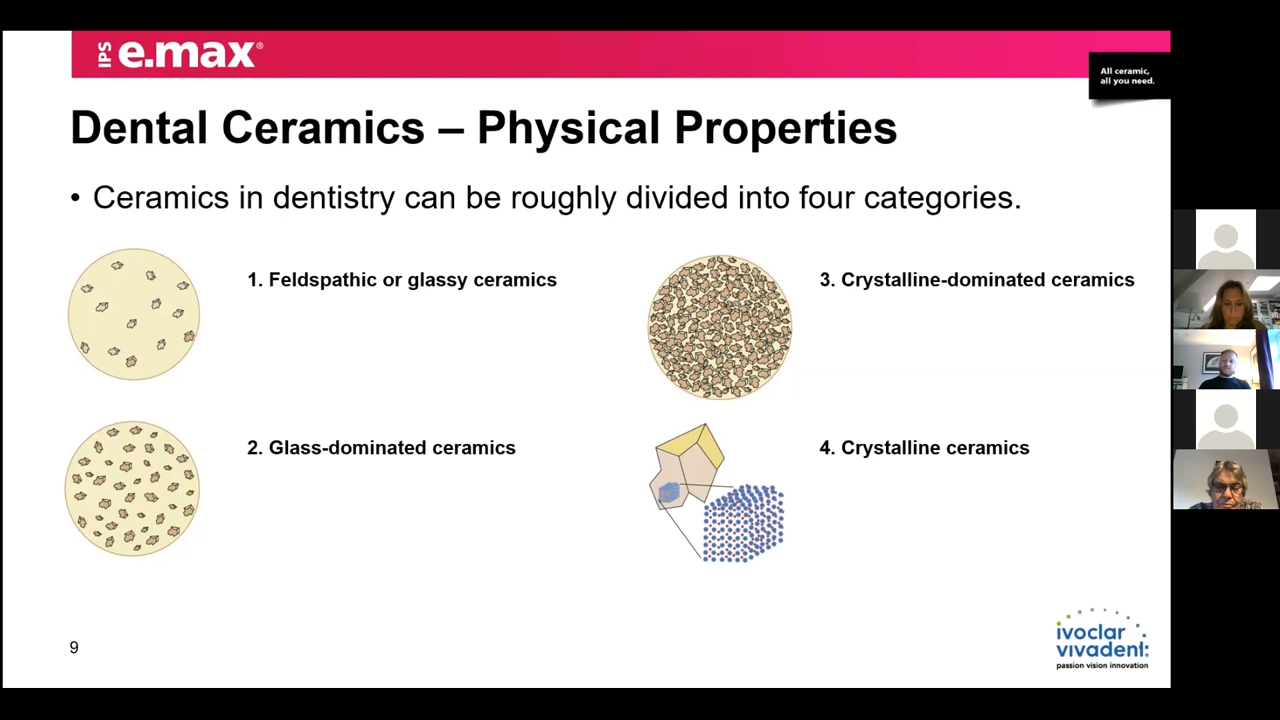 IPS e.max®
All ceramic,
all you need.
Dental Ceramics – Physical Properties
• Ceramics in dentistry can be roughly divided into four categories.
1. Feldspathic or glassy ceramics
2. Glass-dominated ceramics
3. Crystalline-dominated ceramics
4. Crystalline ceramics
9
ivoclar
vivadent:
passion vision innovation